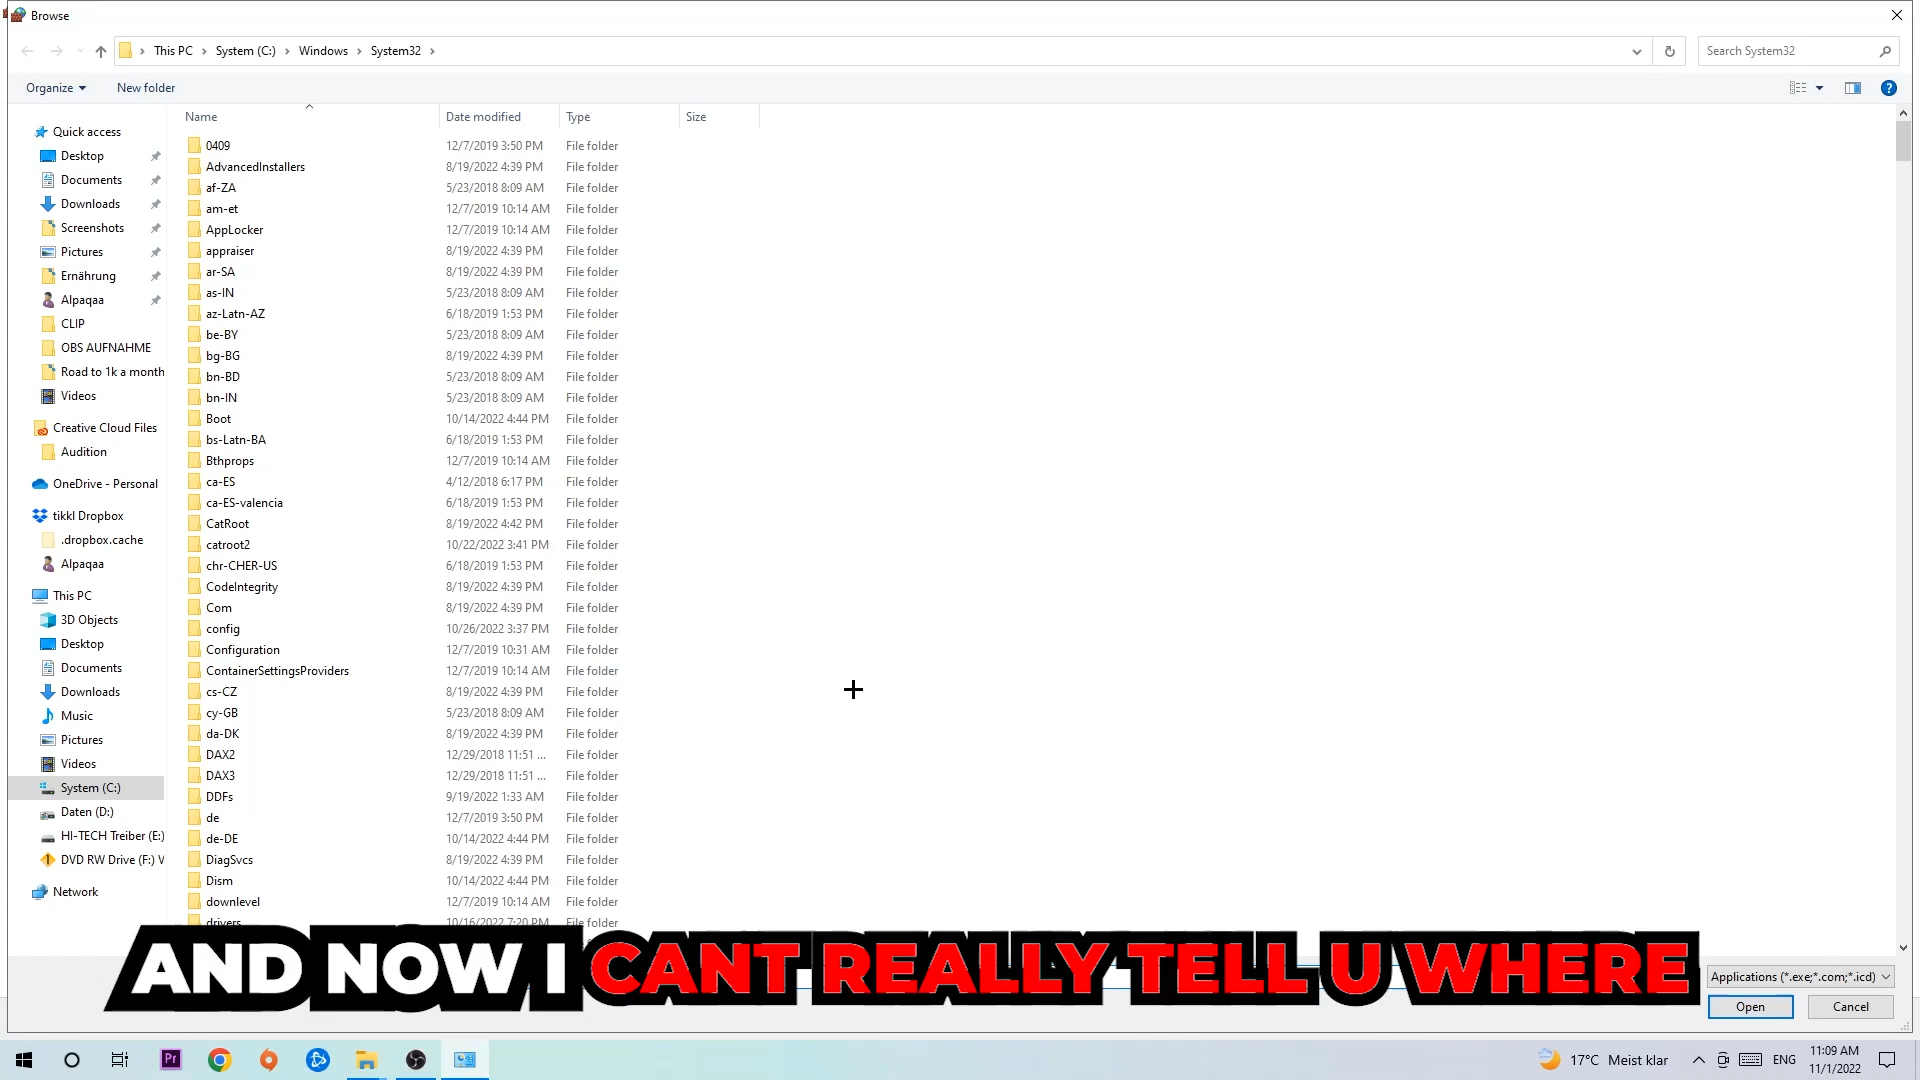 Browse
This PC > System (C:) > Windows > System32 >
Search System32
Organize
New folder
Name Date modified Type Size
Quick access
Desktop
Documents
Downloads
Screenshots
Pictures
Ernährung
Alpaqaa
CLIP
OBS AUFNAHME
Road to 1k a month
Videos
Creative Cloud Files
Audition
OneDrive - Personal
tikkl Dropbox
.dropbox.cache
Alpaqaa
This PC
3D Objects
Desktop
Documents
Downloads
Music
Pictures
Videos
System (C:)
Daten (D:)
HI-TECH Treiber (E:)
DVD RW Drive (F:) V
Network
0409 12/7/2019 3:50 PM File folder
AdvancedInstallers 8/19/2022 4:39 PM File folder
af-ZA 5/23/2018 8:09 AM File folder
am-et 12/7/2019 10:14 AM File folder
AppLocker 12/7/2019 10:14 AM File folder
appraiser 8/19/2022 4:39 PM File folder
ar-SA 8/19/2022 4:39 PM File folder
as-IN 5/23/2018 8:09 AM File folder
az-Latn-AZ 6/18/2019 1:53 PM File folder
be-BY 5/23/2018 8:09 AM File folder
bg-BG 8/19/2022 4:39 PM File folder
bn-BD 5/23/2018 8:09 AM File folder
bn-IN 5/23/2018 8:09 AM File folder
Boot 10/14/2022 4:44 PM File folder
bs-Latn-BA 6/18/2019 1:53 PM File folder
Bthprops 12/7/2019 10:14 AM File folder
ca-ES 4/12/2018 6:17 PM File folder
ca-ES-valencia 6/18/2019 1:53 PM File folder
CatRoot 8/19/2022 4:42 PM File folder
catroot2 10/22/2022 3:41 PM File folder
chr-CHER-US 6/18/2019 1:53 PM File folder
CodeIntegrity 8/19/2022 4:39 PM File folder
Com 8/19/2022 4:39 PM File folder
config 10/26/2022 3:37 PM File folder
Configuration 12/7/2019 10:31 AM File folder
ContainerSettingsProviders 12/7/2019 10:14 AM File folder
cs-CZ 8/19/2022 4:39 PM File folder
cy-GB 5/23/2018 8:09 AM File folder
da-DK 8/19/2022 4:39 PM File folder
DAX2 12/29/2018 11:51 ... File folder
DAX3 12/29/2018 11:51 ... File folder
DDFs 9/19/2022 1:33 AM File folder
de 12/7/2019 3:50 PM File folder
de-DE 10/14/2022 4:44 PM File folder
DiagSvcs 8/19/2022 4:39 PM File folder
Dism 10/14/2022 4:44 PM File folder
downlevel 12/7/2019 10:14 AM File folder
drivers 10/16/2022 7:20 PM File folder
AND NOW I CANT REALLY TELL U WHERE
Applications (*.exe;*.com;*.icd)
Open
Cancel
Pr
17°C Meist klar
ENG
11:09 AM
11/1/2022